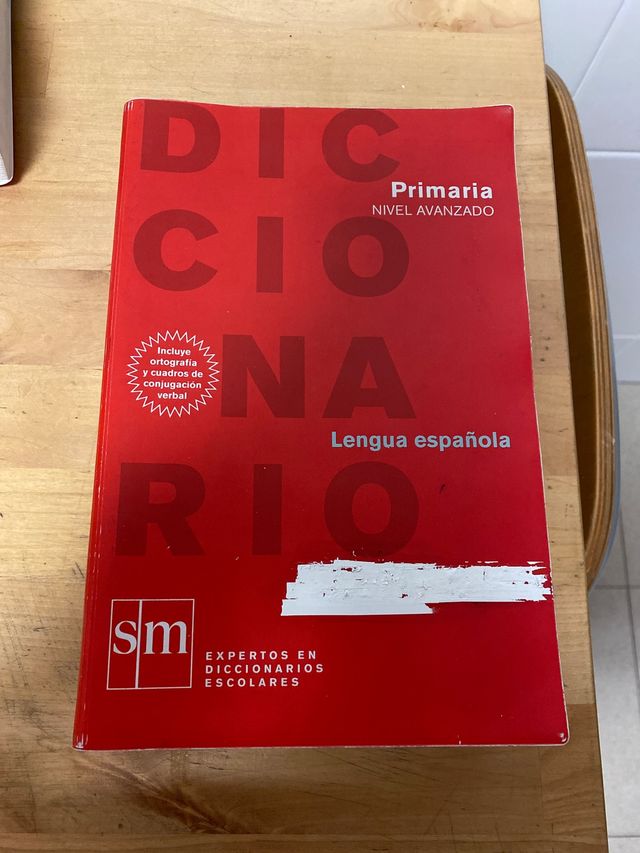 DIC
CIO
NA
RIO
Primaria
NIVEL AVANZADO
Incluye
ortografía
y cuadros de
conjugación
verbal
Lengua española
sm
EXPERTOS EN
DICCIONARIOS
ESCOLARES